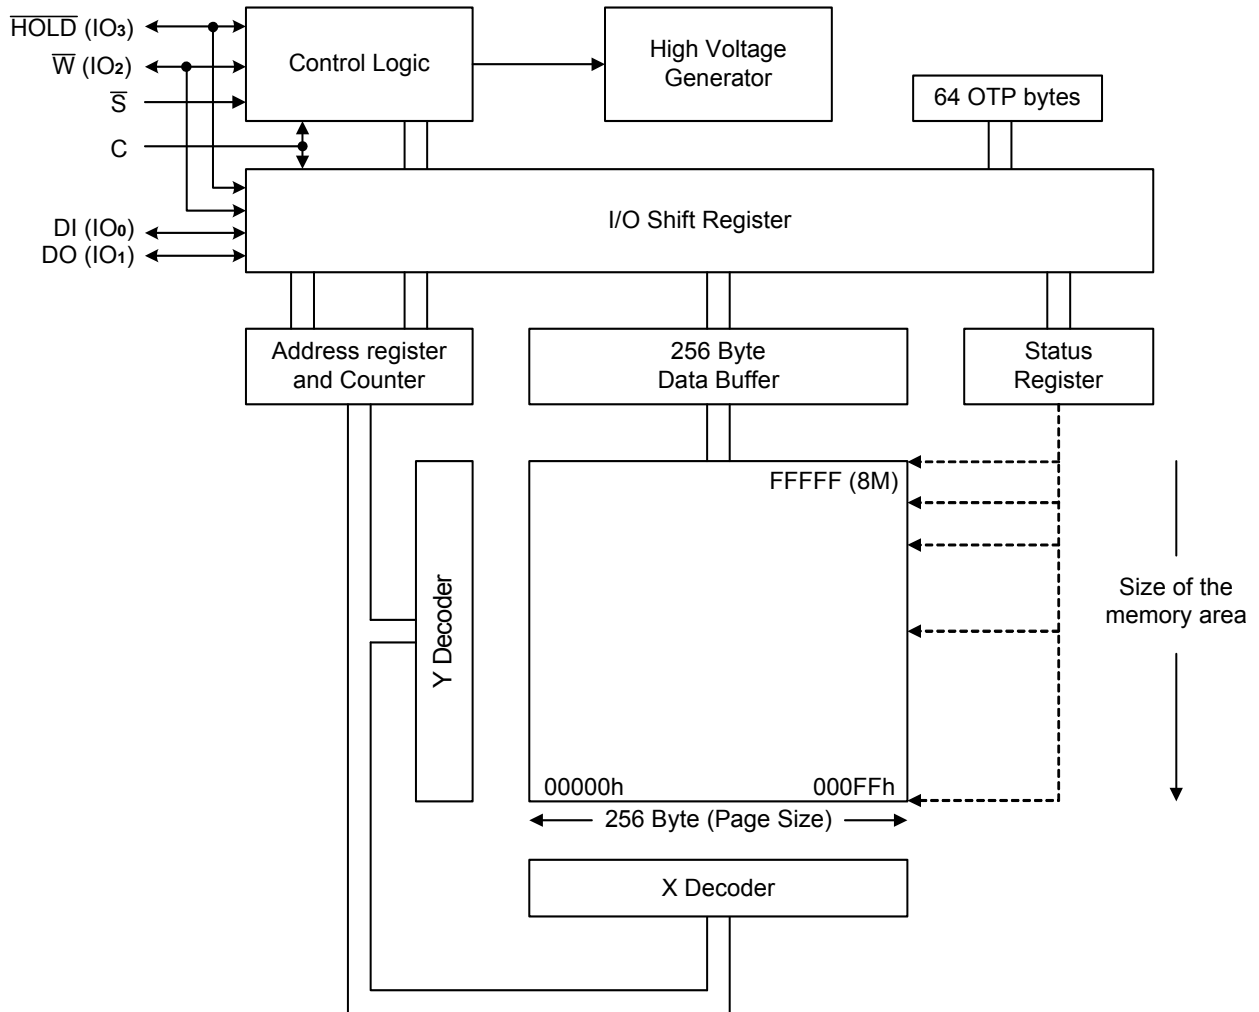 HOLD (IO3)
W (IO2)
S
C
DI (IO0)
DO (IO1)
Control Logic
High Voltage
Generator
64 OTP bytes
I/O Shift Register
Address register
and Counter
256 Byte
Data Buffer
Status
Register
Y Decoder
FFFFF (8M)
00000h
000FFh
256 Byte (Page Size)
Size of the
memory area
X Decoder